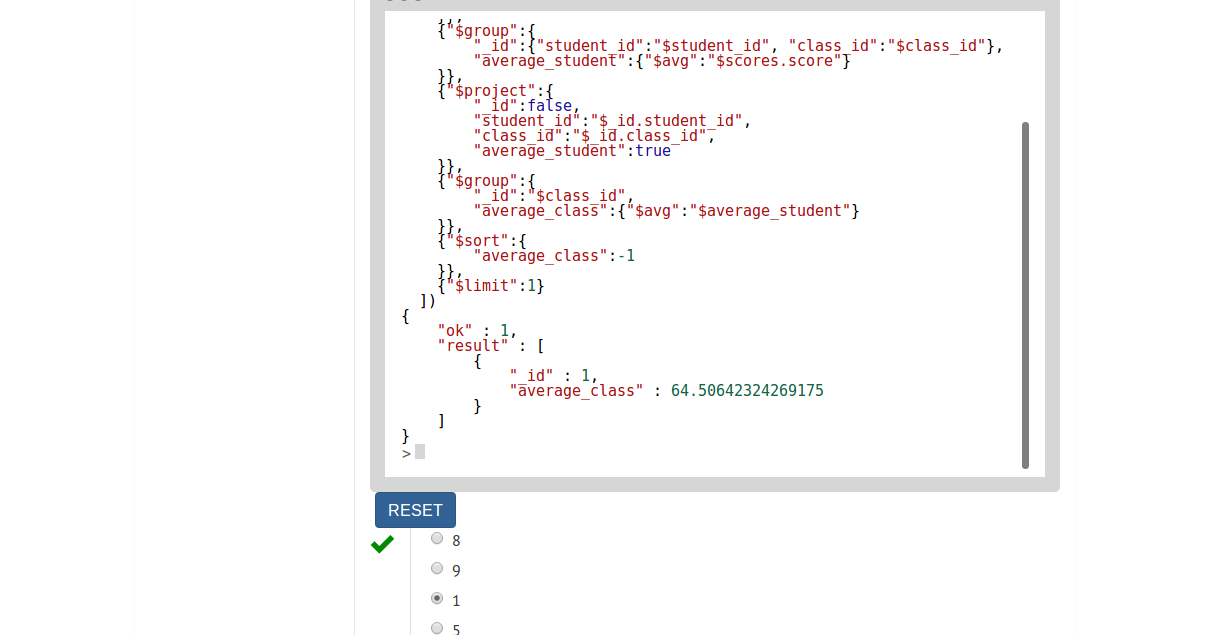 }},
{"$group":{
"_id":{"student_id":"$student_id", "class_id":"$class_id"},
"average_student":{"$avg":"$scores.score"}
}},
{"$project":{
"_id":false,
"student_id":"$_id.student_id",
"class_id":"$_id.class_id",
"average_student":true
}},
{"$group":{
"_id":"$class_id",
"average_class":{"$avg":"$average_student"}
}},
{"$sort":{
"average_class":-1
}},
{"$limit":1}
])
{
"ok" : 1,
"result" : [
{
"_id" : 1,
"average_class" : 64.50642324269175
}
]
}
>
RESET
8
9
1
5